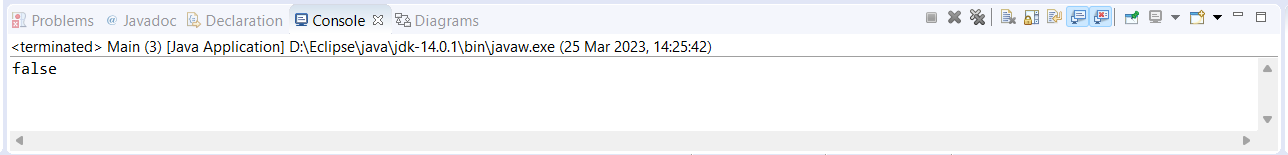 Problems @ Javadoc Declaration Console Diagrams
<terminated> Main (3) [Java Application] D:\Eclipse\java\jdk-14.0.1\bin\javaw.exe (25 Mar 2023, 14:25:42)
false